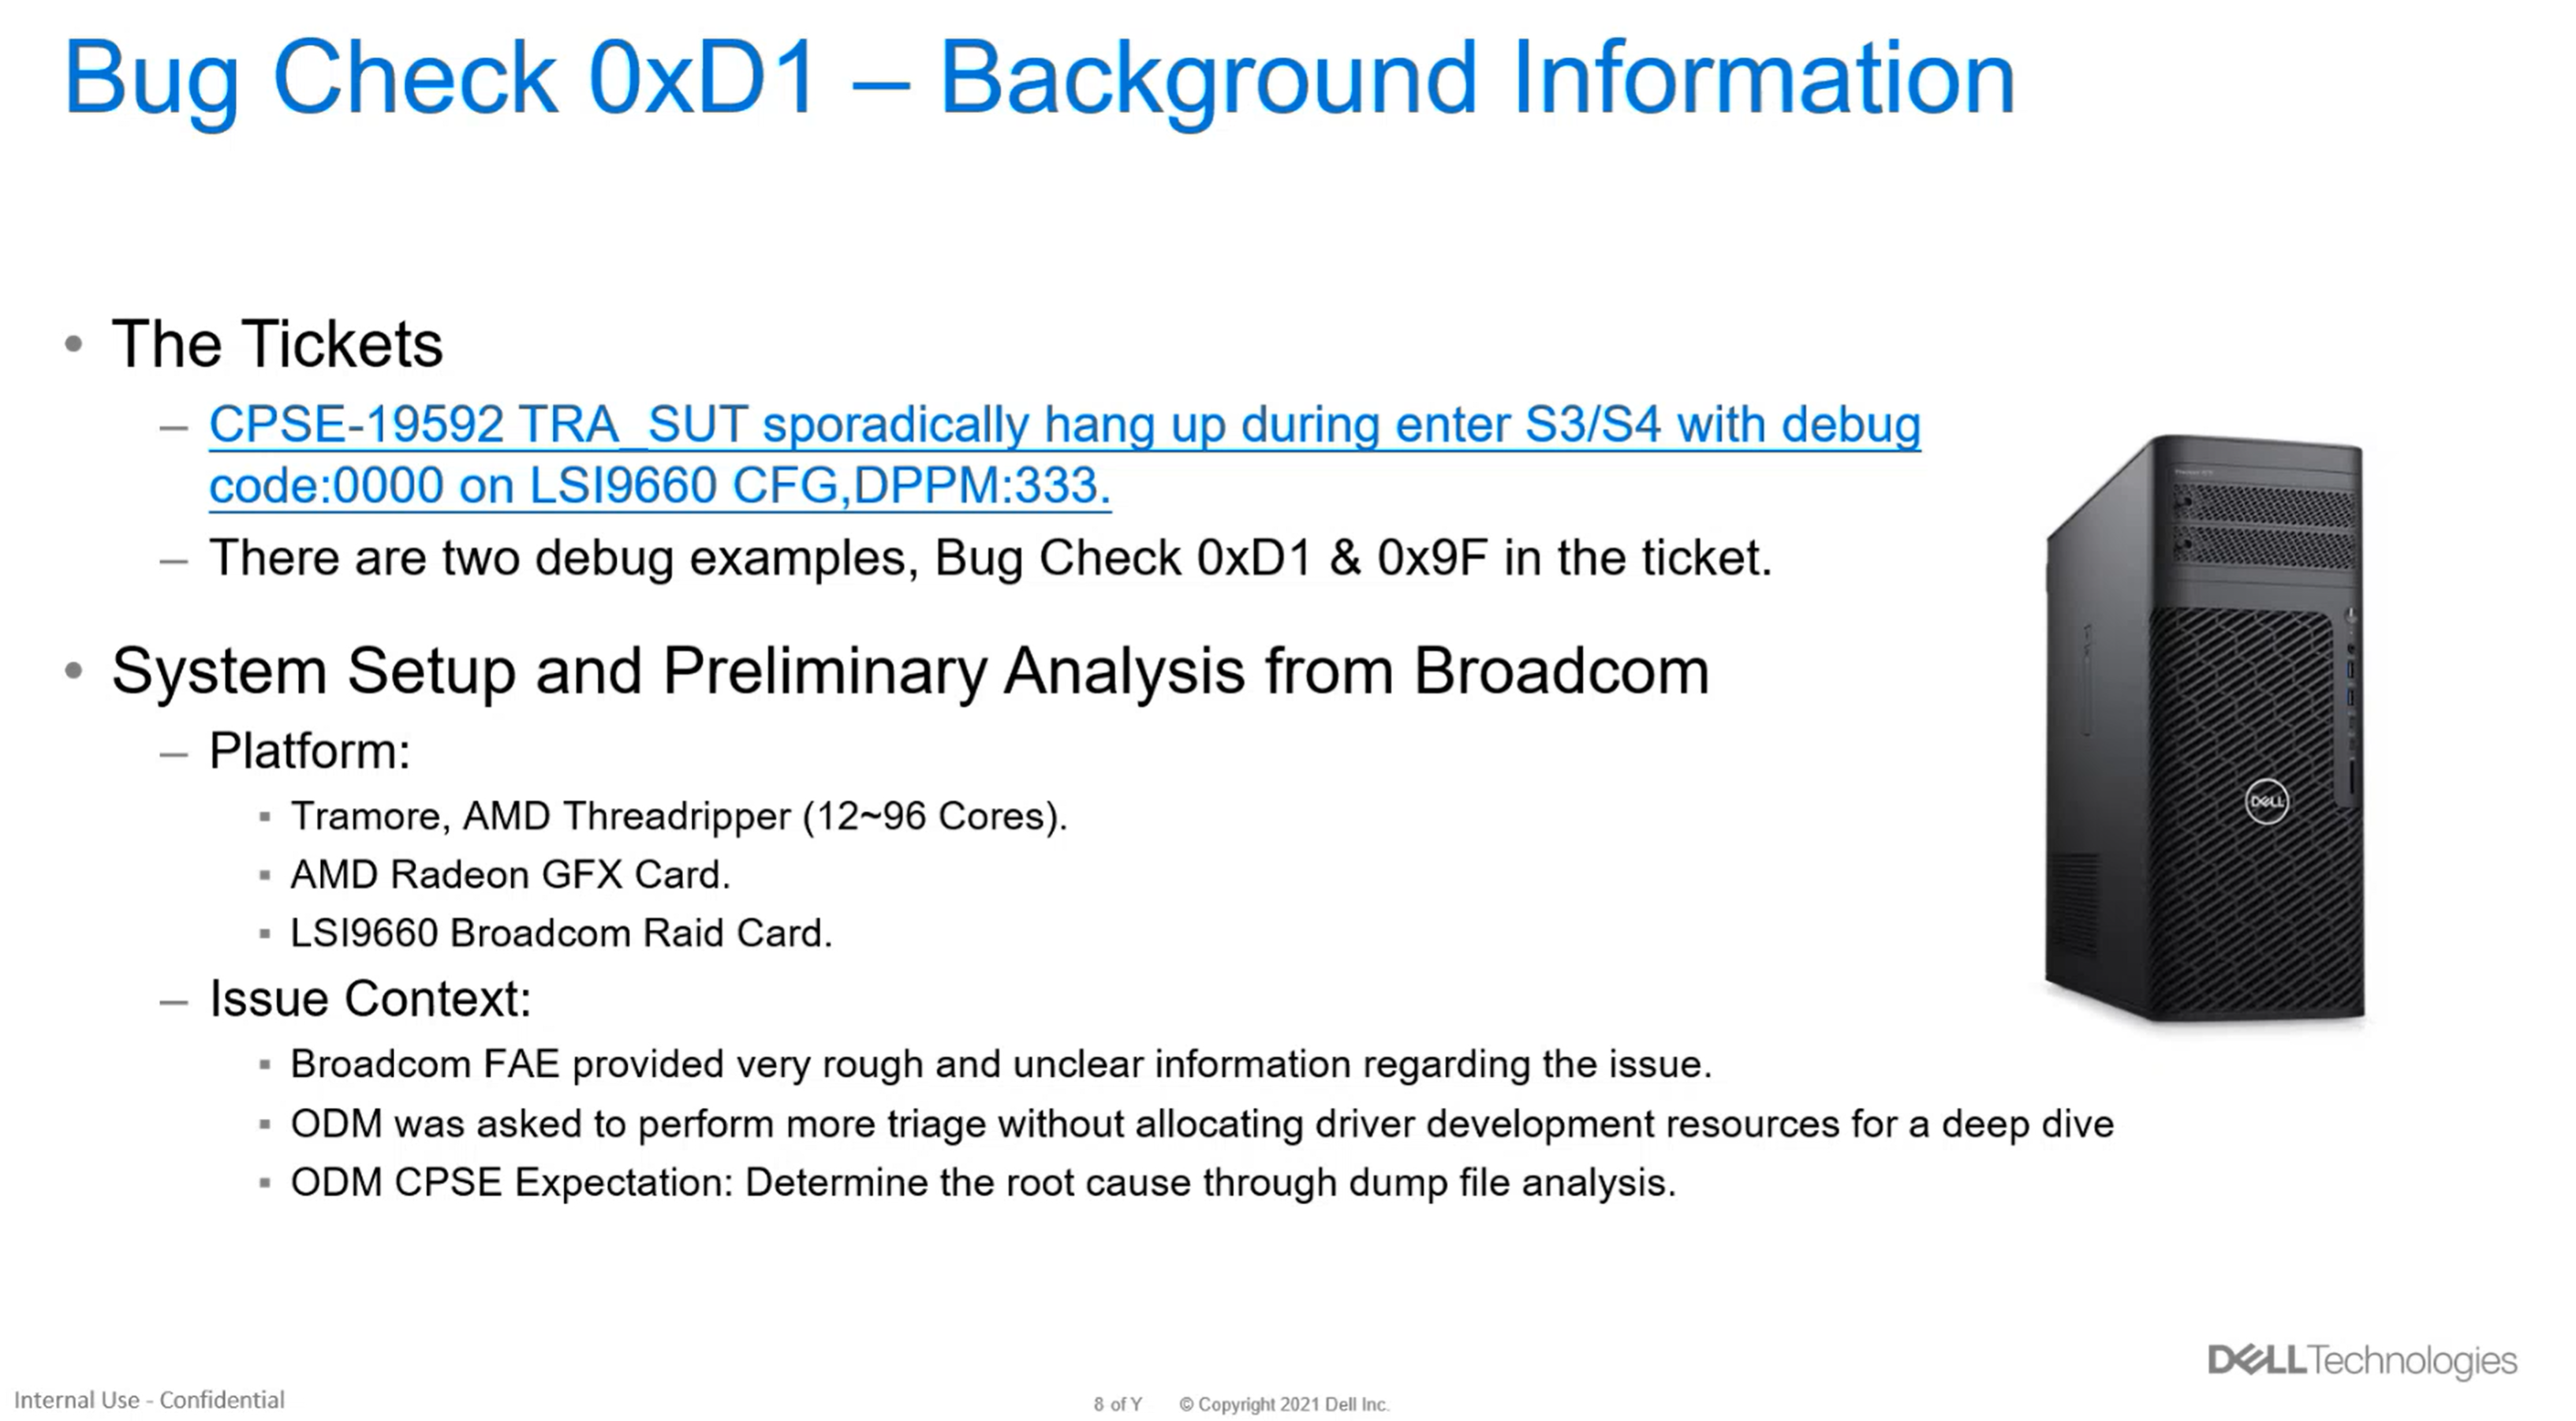 Bug Check 0xD1 – Background Information
• The Tickets
– CPSE-19592 TRA_SUT sporadically hang up during enter S3/S4 with debug
code:0000 on LSI9660 CFG,DPPM:333.
– There are two debug examples, Bug Check 0xD1 & 0x9F in the ticket.
• System Setup and Preliminary Analysis from Broadcom
– Platform:
▪ Tramore, AMD Threadripper (12~96 Cores).
▪ AMD Radeon GFX Card.
▪ LSI9660 Broadcom Raid Card.
– Issue Context:
▪ Broadcom FAE provided very rough and unclear information regarding the issue.
▪ ODM was asked to perform more triage without allocating driver development resources for a deep dive
▪ ODM CPSE Expectation: Determine the root cause through dump file analysis.
DELL
DELLTechnologies
Internal Use - Confidential
8 of Y © Copyright 2021 Dell Inc.